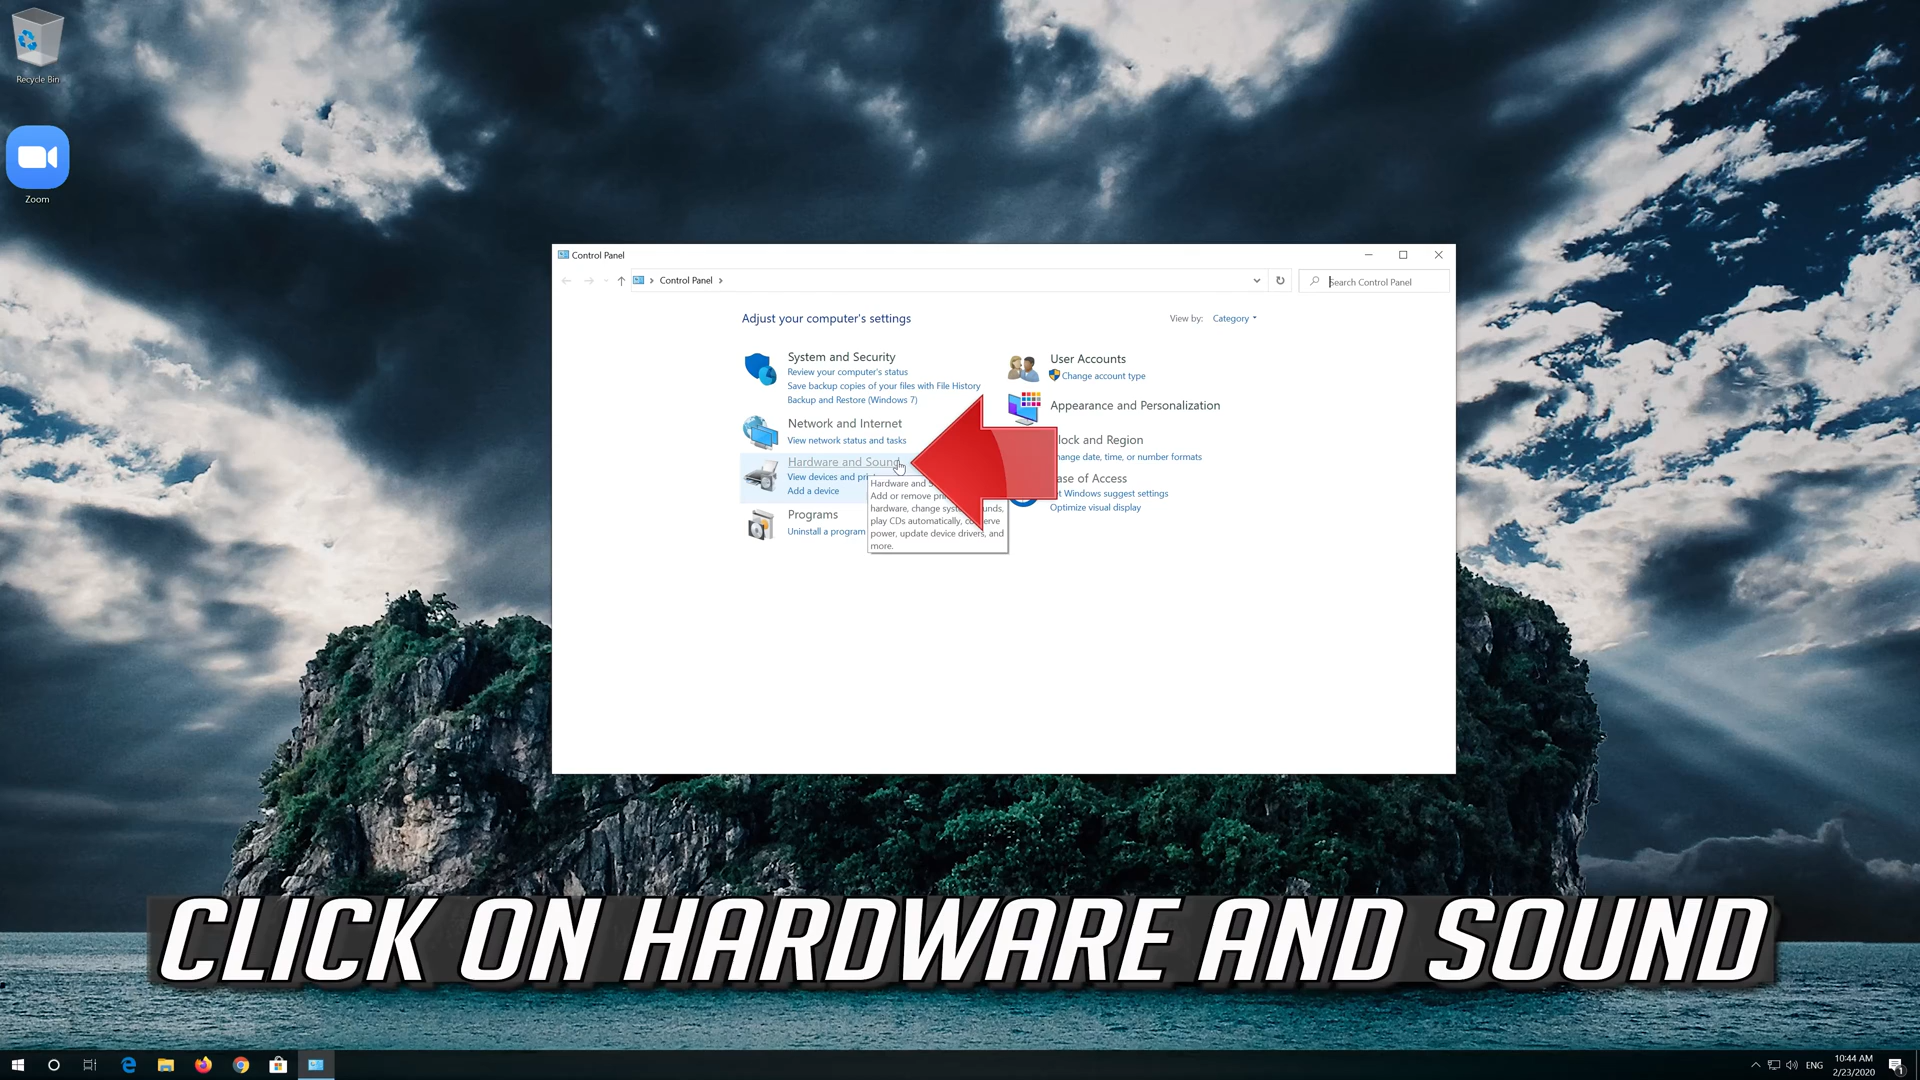 Recycle Bin
Zoom
Control Panel
Control Panel
Search Control Panel
Adjust your computer's settings
View by: Category
System and Security
Review your computer's status
Save backup copies of your files with File History
Backup and Restore (Windows 7)
Network and Internet
View network status and tasks
Hardware and Sound
View devices and
Add a device
Programs
Uninstall a program
Hardware and
Add or remove
hardware, change
play CDs automatically,
power, update device drivers, and
more.
User Accounts
Change account type
Appearance and Personalization
and Region
date, time, or number formats
of Access
Windows suggest settings
Optimize visual display
CLICK ON HARDWARE AND SOUND
ENG
10:44 AM
2/23/2020
1